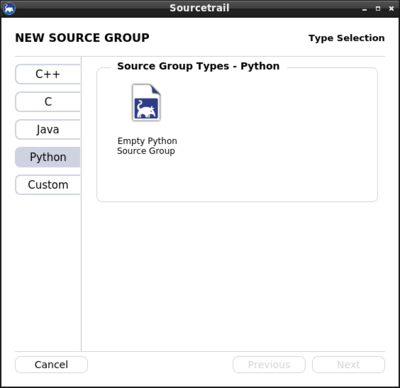 Sourcetrail
NEW SOURCE GROUP
Type Selection
C++
C
Java
Python
Custom
Source Group Types - Python
Empty Python
Source Group
Cancel
Previous
Next